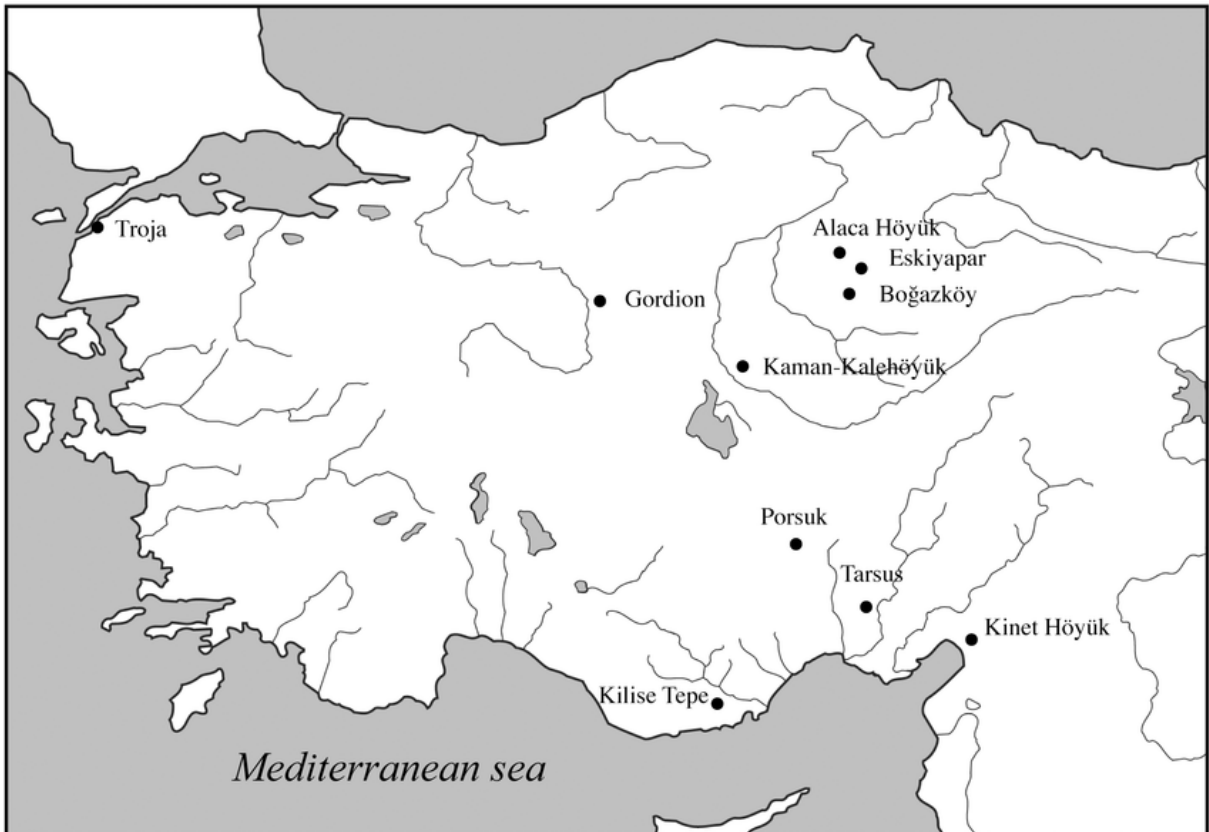 Troja
Alaca Höyük
Eskiyapar
Gordion
Boğazköy
Kaman-Kalehöyük
Porsuk
Tarsus
Kinet Höyük
Kilise Tepe
Mediterranean sea